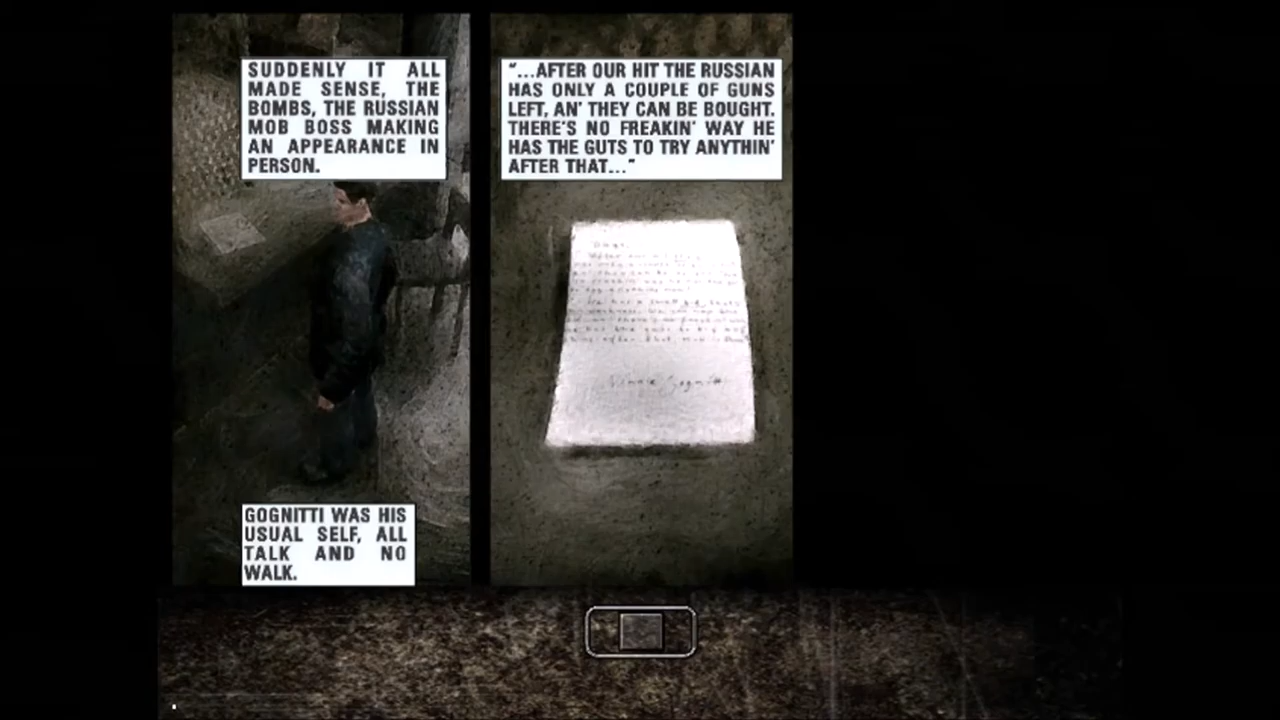 SUDDENLY IT ALL
MADE SENSE, THE
BOMBS, THE RUSSIAN
MOB BOSS MAKING
AN APPEARANCE IN
PERSON.
GOGNITTI WAS HIS
USUAL SELF, ALL
TALK AND NO
WALK.
"...AFTER OUR HIT THE RUSSIAN
HAS ONLY A COUPLE OF GUNS
LEFT, AN' THEY CAN BE BOUGHT.
THERE'S NO FREAKIN' WAY HE
HAS THE GUTS TO TRY ANYTHIN'
AFTER THAT..."